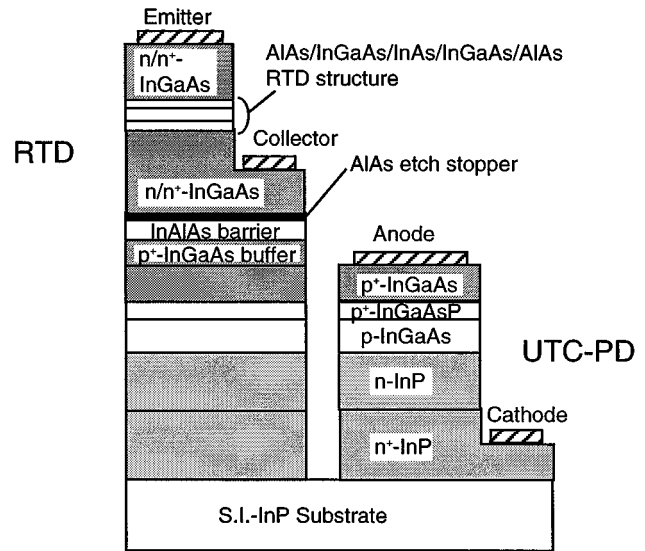 Emitter
n/n⁺-
InGaAs
AlAs/InGaAs/InAs/InGaAs/AlAs
RTD structure
RTD
Collector
AlAs etch stopper
n/n⁺-InGaAs
InAlAs barrier
p⁺-InGaAs buffer
Anode
p⁺-InGaAs
p⁺-InGaAsP
p-InGaAs
UTC-PD
n-InP
Cathode
n⁺-InP
S.I.-InP Substrate